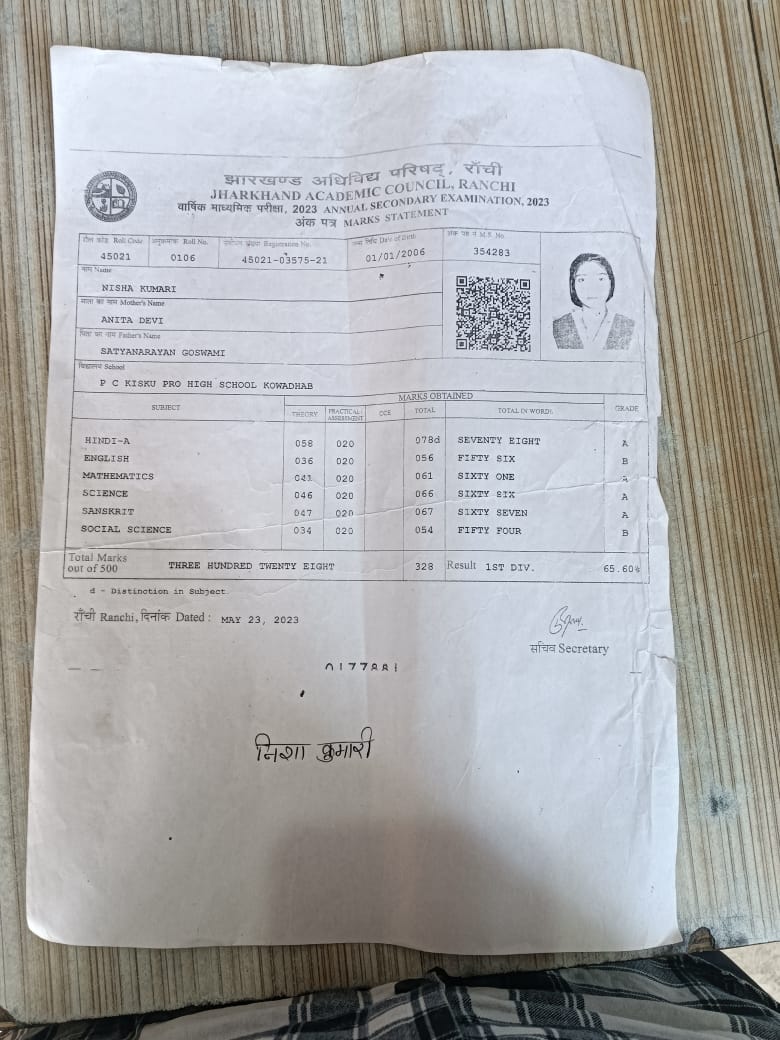 झारखण्ड अधिविद्य परिषद्, राँची
JHARKHAND ACADEMIC COUNCIL, RANCHI
वार्षिक माध्यमिक परीक्षा, 2023 ANNUAL SECONDARY EXAMINATION, 2023
अंक पत्र MARKS STATEMENT
रौल कोड Roll Code अनुक्रमांक Roll No. Registration No. जन्म तिथि Date of Birth M.S. No.
45021 0106 45021-03575-21 01/01/2006 354283
नाम Name
NISHA KUMARI
माता का नाम Mother's Name
ANITA DEVI
पिता का नाम Father's Name
SATYANARAYAN GOSWAMI
विद्यालय School
P C KISKU PRO HIGH SCHOOL KOWADHAB
SUBJECT MARKS OBTAINED
THEORY PRACTICAL/ASSESSMENT CCE TOTAL TOTAL IN WORDS GRADE
HINDI-A 058 020 078d SEVENTY EIGHT A
ENGLISH 036 020 056 FIFTY SIX B
MATHEMATICS 041 020 061 SIXTY ONE
SCIENCE 046 020 066 SIXTY SIX A
SANSKRIT 047 020 067 SIXTY SEVEN A
SOCIAL SCIENCE 034 020 054 FIFTY FOUR B
Total Marks out of 500 THREE HUNDRED TWENTY EIGHT 328 Result 1ST DIV. 65.60%
d - Distinction in Subject.
राँची Ranchi, दिनांक Dated : MAY 23, 2023
सचिव Secretary
निशा कुमारी